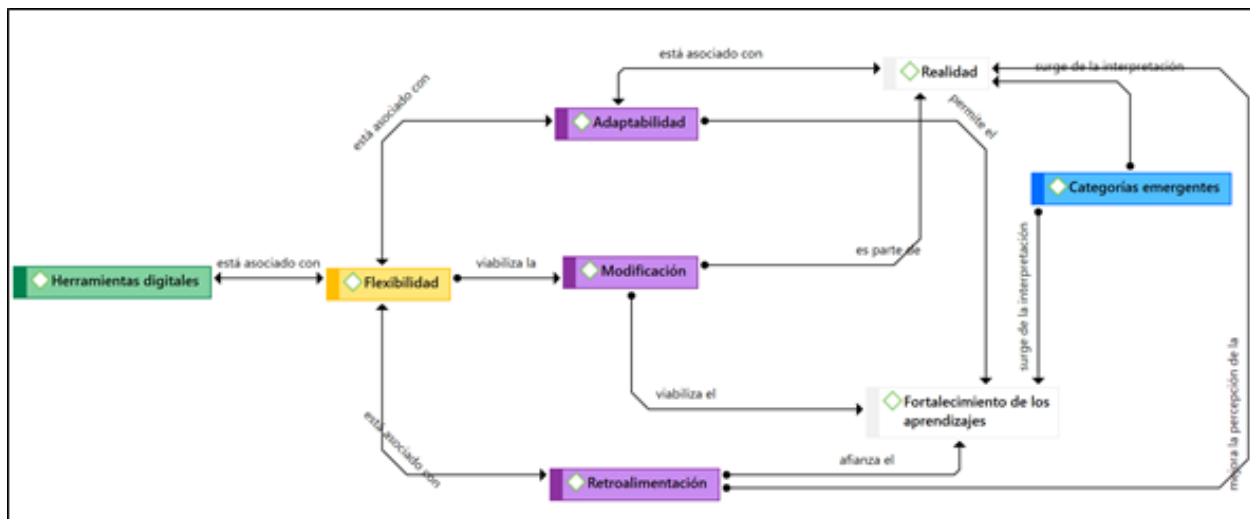 está asociado con
Realidad
surge de la interpretación
está asociado con
Adaptabilidad
permite el
Categorías emergentes
surge de la interpretación
es parte de
Herramientas digitales
está asociado con
Flexibilidad
viabiliza la
Modificación
viabiliza el
Fortalecimiento de los
aprendizajes
mejora la percepción de la
está asociado con
afianza el
Retroalimentación